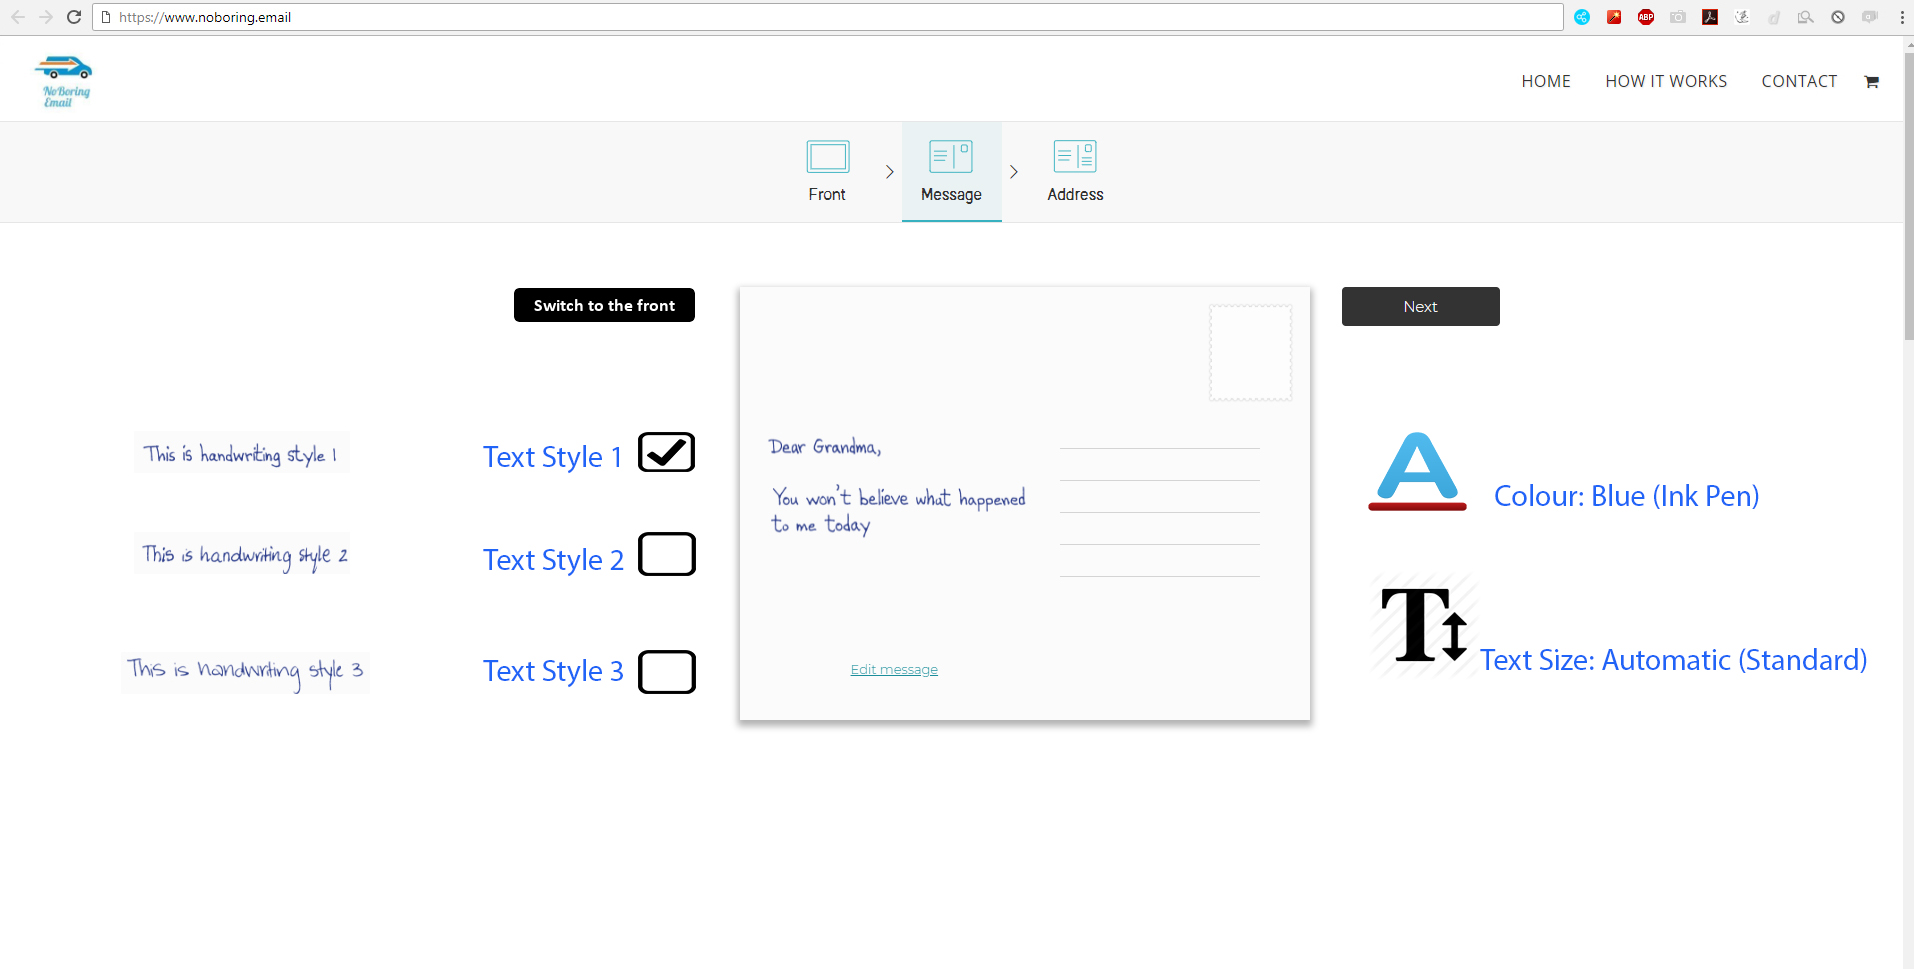 https://www.noboring.email
ABP
NoBoring
Email
HOME
HOW IT WORKS
CONTACT
Front
Message
Address
Switch to the front
Next
This is handwriting style 1
Text Style 1
This is handwriting style 2
Text Style 2
This is handwriting style 3
Text Style 3
Dear Grandma,
You won't believe what happened
to me today
Edit message
A
Colour: Blue (Ink Pen)
T
Text Size: Automatic (Standard)